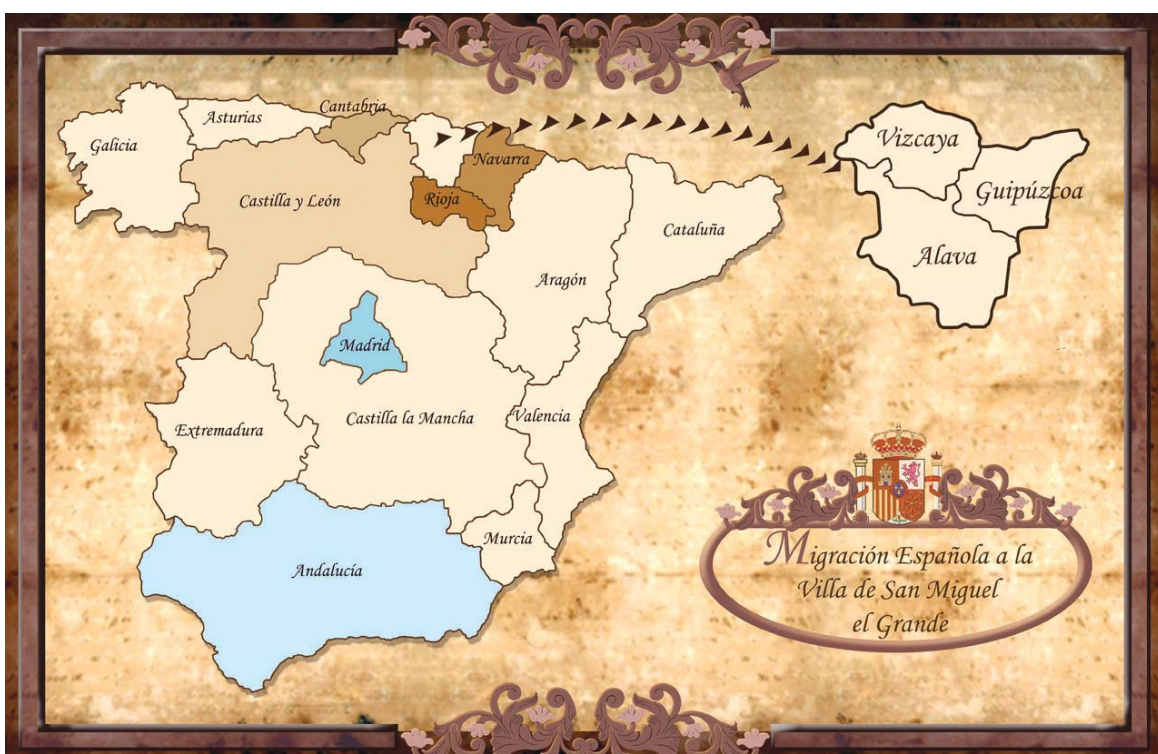 Cantabria
Asturias
Galicia
Navarra
Castilla y León
Rioja
Cataluña
Aragón
Madrid
Castilla la Mancha
Valencia
Extremadura
Murcia
Andalucía
Vizcaya
Guipúzcoa
Alava
Migración Española a la
Villa de San Miguel
el Grande